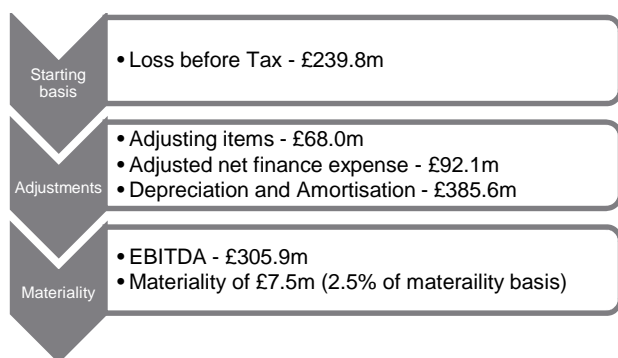 Starting
basis
• Loss before Tax - £239.8m
Adjustments
• Adjusting items - £68.0m
• Adjusted net finance expense - £92.1m
• Depreciation and Amortisation - £385.6m
Materiality
• EBITDA - £305.9m
• Materiality of £7.5m (2.5% of materaility basis)